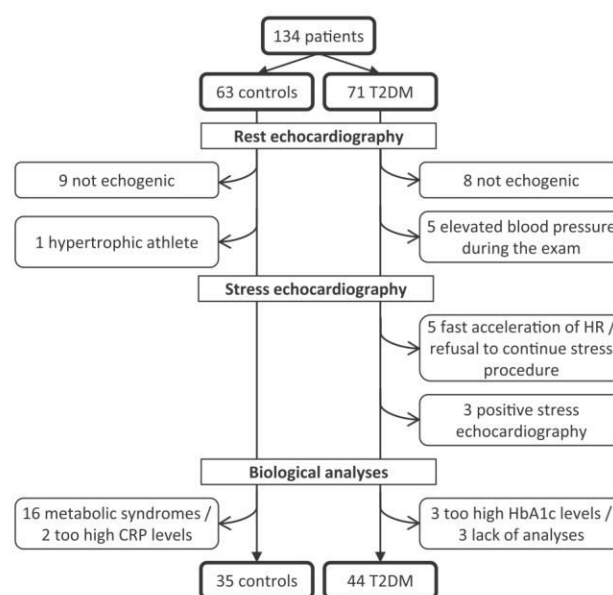 134 patients
63 controls
71 T2DM
Rest echocardiography
9 not echogenic
8 not echogenic
1 hypertrophic athlete
5 elevated blood pressure
during the exam
Stress echocardiography
5 fast acceleration of HR /
refusal to continue stress
procedure
3 positive stress
echocardiography
Biological analyses
16 metabolic syndromes /
2 too high CRP levels
3 too high HbA1c levels /
3 lack of analyses
35 controls
44 T2DM